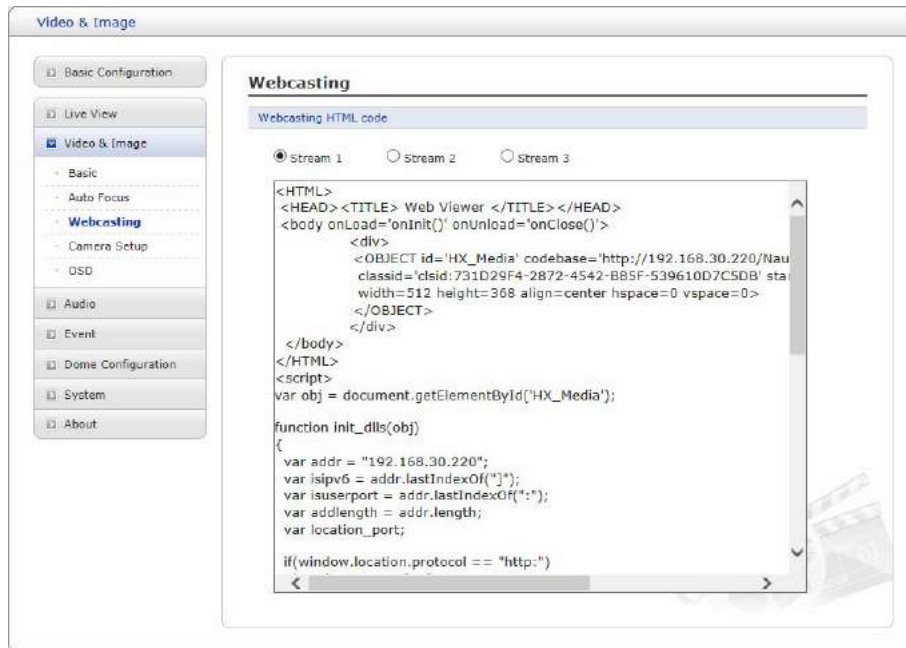 Video & Image
Basic Configuration
Live View
Video & Image
Basic
Auto Focus
Webcasting
Camera Setup
OSD
Audio
Event
Dome Configuration
System
About
Webcasting
Webcasting HTML code
Stream 1 Stream 2 Stream 3
<HTML>
<HEAD><TITLE> Web Viewer </TITLE></HEAD>
<body onLoad='onInit()' onUnload='onClose()'>
<div>
<OBJECT id='HX_Media' codebase='http://192.168.30.220/Nau
classid='clsid:731D29F4-2872-4542-B85F-539610D7C5DB' sta
width=512 height=368 align=center hspace=0 vspace=0>
</OBJECT>
</div>
</body>
</HTML>
<script>
var obj = document.getElementById('HX_Media');
function init_dlls(obj)
{
var addr = "192.168.30.220";
var isipv6 = addr.lastIndexOf("]");
var isuserport = addr.lastIndexOf(":");
var addlength = addr.length;
var location_port;
if(window.location.protocol == "http:")